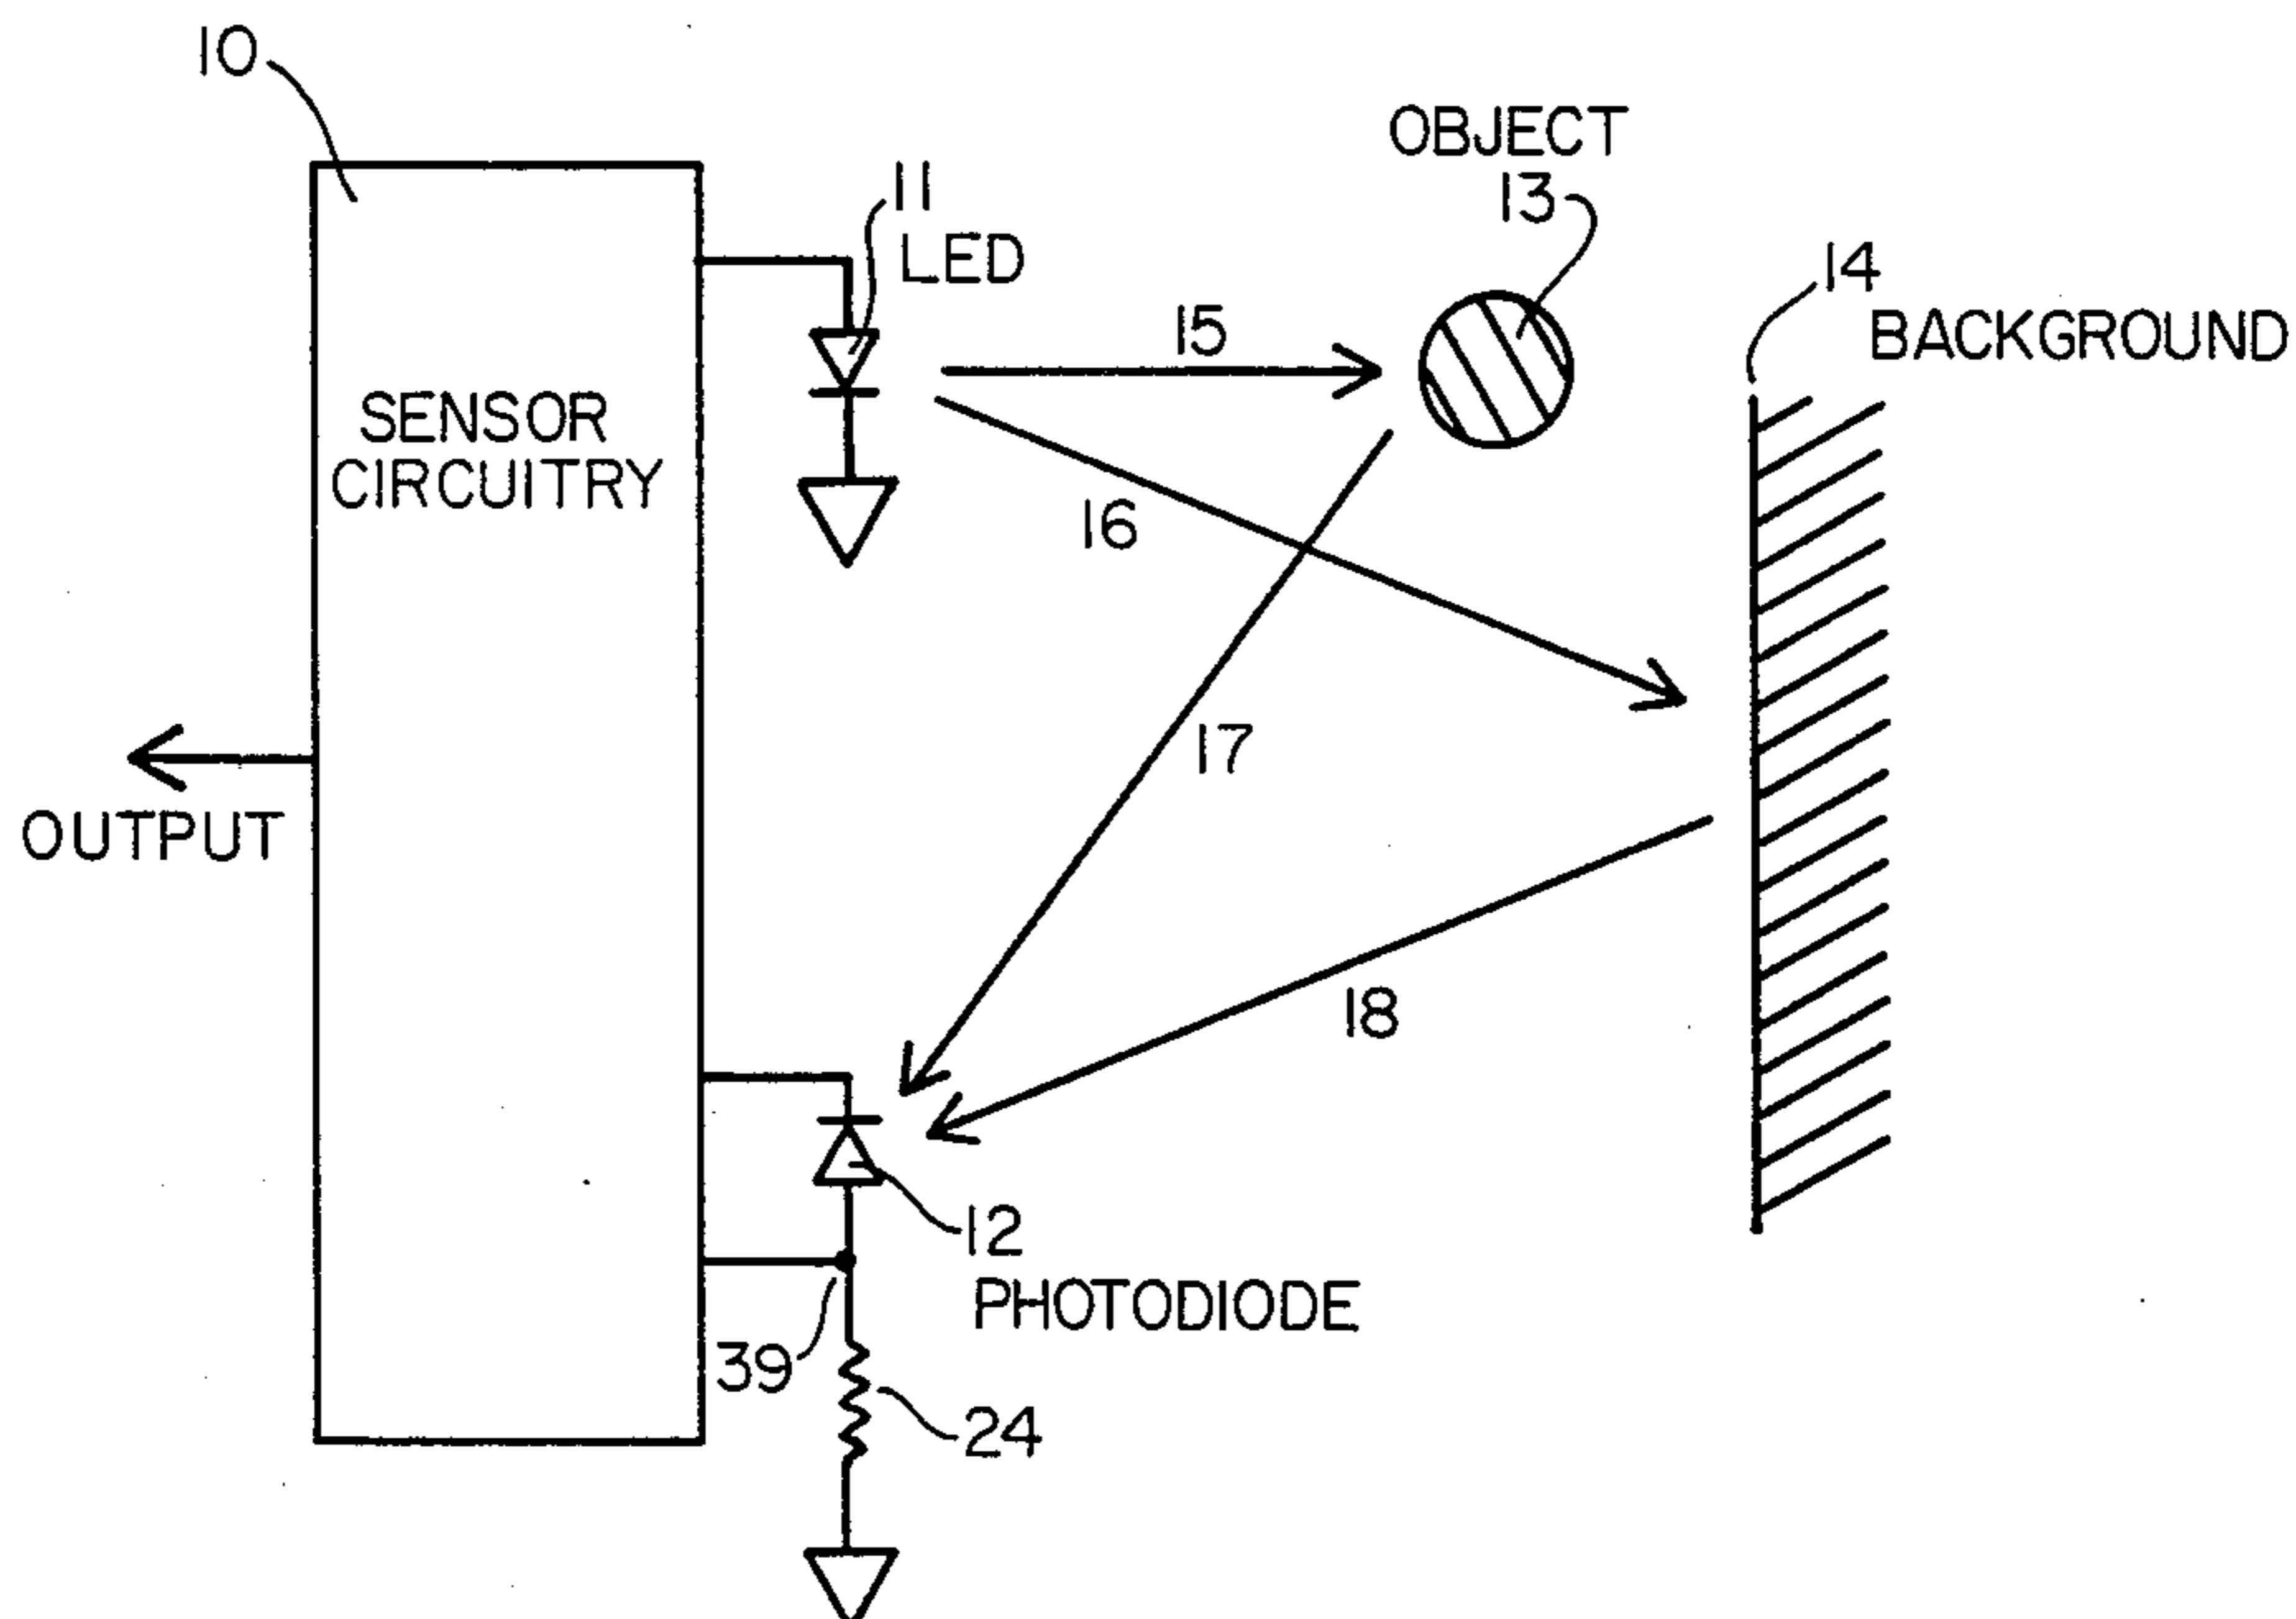 10
OBJECT
13
11
LED
14
BACKGROUND
15
SENSOR
CIRCUITRY
16
17
OUTPUT
18
12
PHOTODIODE
39
24